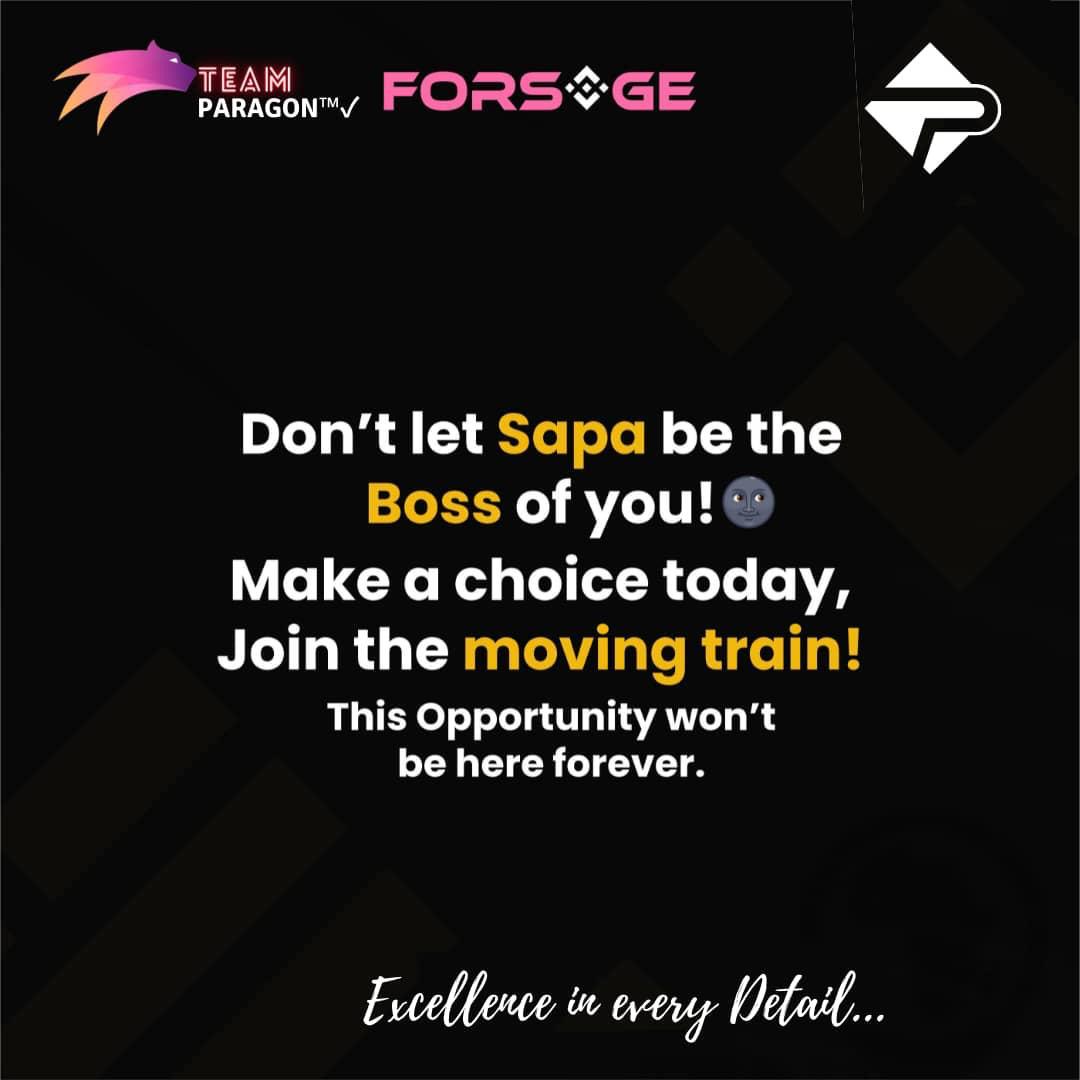 TEAM
PARAGON™✓
FORSAGE
Don’t let Sapa be the
Boss of you!🌚
Make a choice today,
Join the moving train!
This Opportunity won’t
be here forever.
Excellence in every Detail...